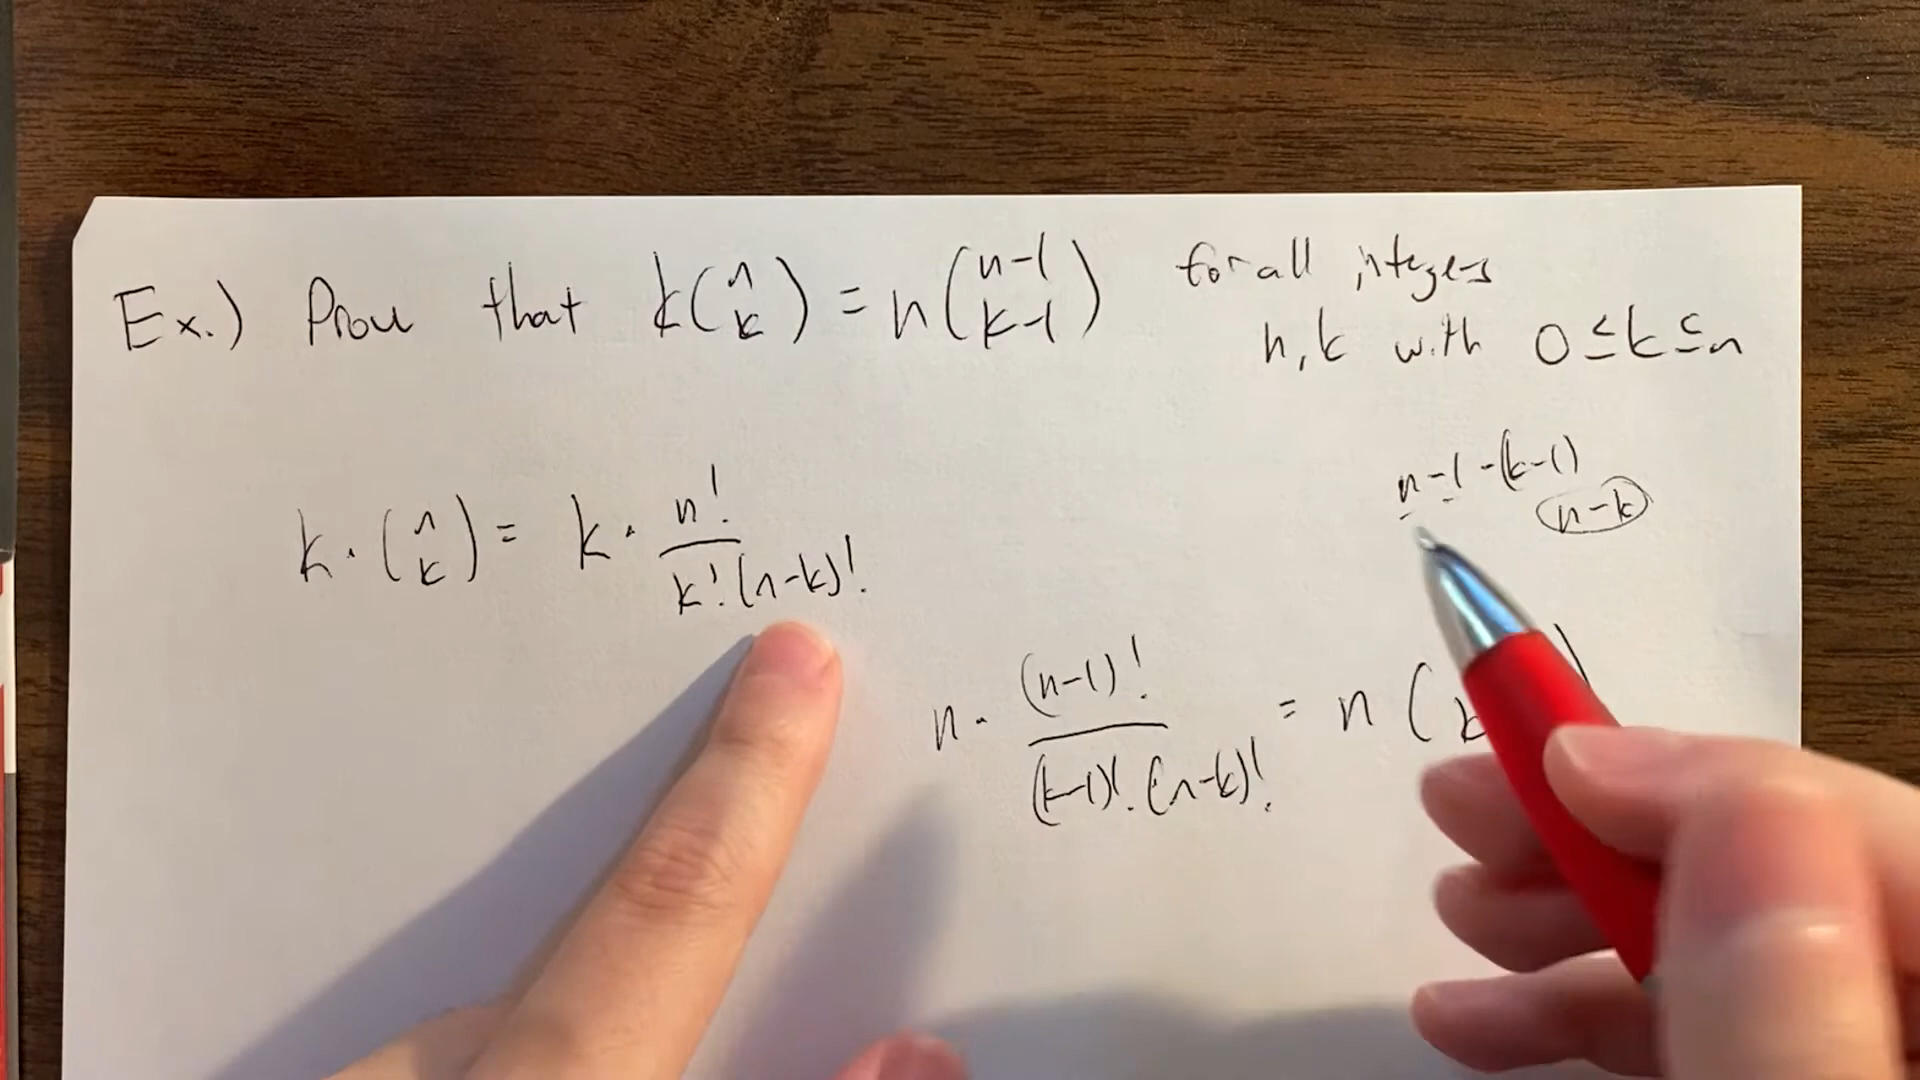 Ex.) Prove that k(n k) = n(n-1 k-1) for all integers
n, k with 0 ≤ k ≤ n
n-1-(k-1)
n-k
k · (n k) = k · n! / k!(n-k)!
n · (n-1)! / (k-1)! · (n-k)! = n (